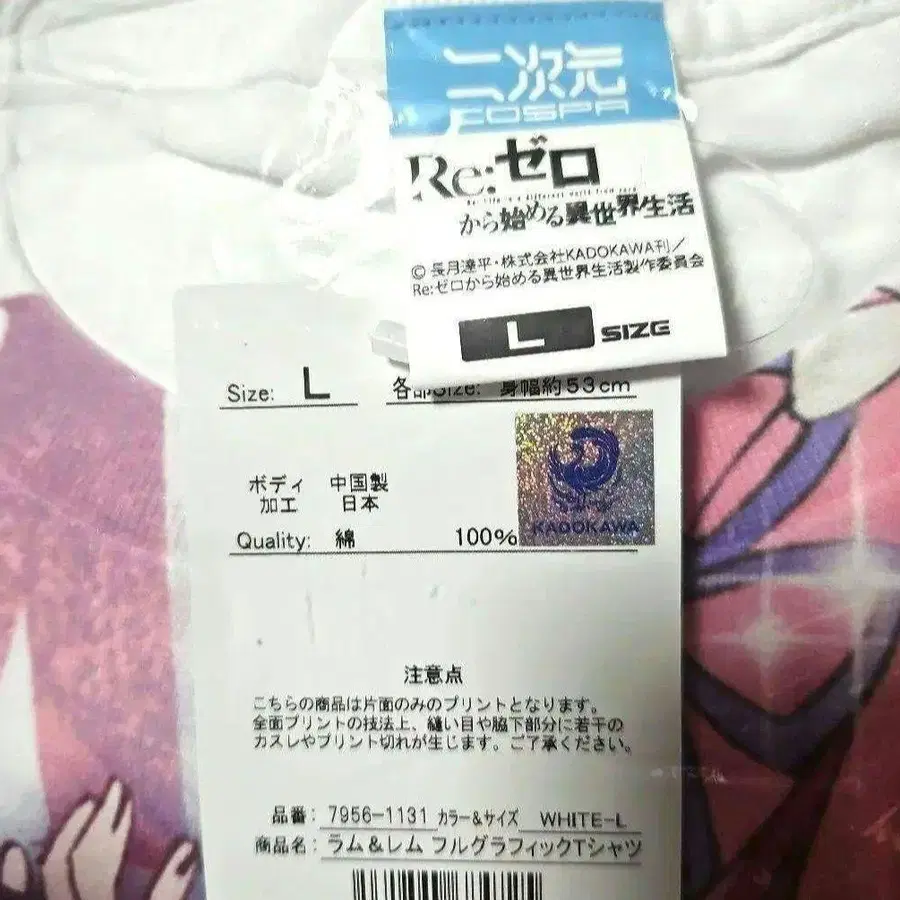 二次元
COSPA
Re:ゼロ
Re: Life in a different world from zero
から始める異世界生活
© 長月達平・株式会社KADOKAWA刊／
Re:ゼロから始める異世界生活製作委員会
L SIZE
Size: L 各部Size: 身幅約53cm
ボディ 中国製
加工 日本
KADOKAWA
Quality: 綿 100%
注意点
こちらの商品は片面のみのプリントとなります。
全面プリントの技法上、縫い目や脇下部分に若干の
カスレやプリント切れが生じます。ご了承ください。
品番： 7956-1131 カラー&サイズ WHITE-L
商品名： ラム&レム フルグラフィックTシャツ